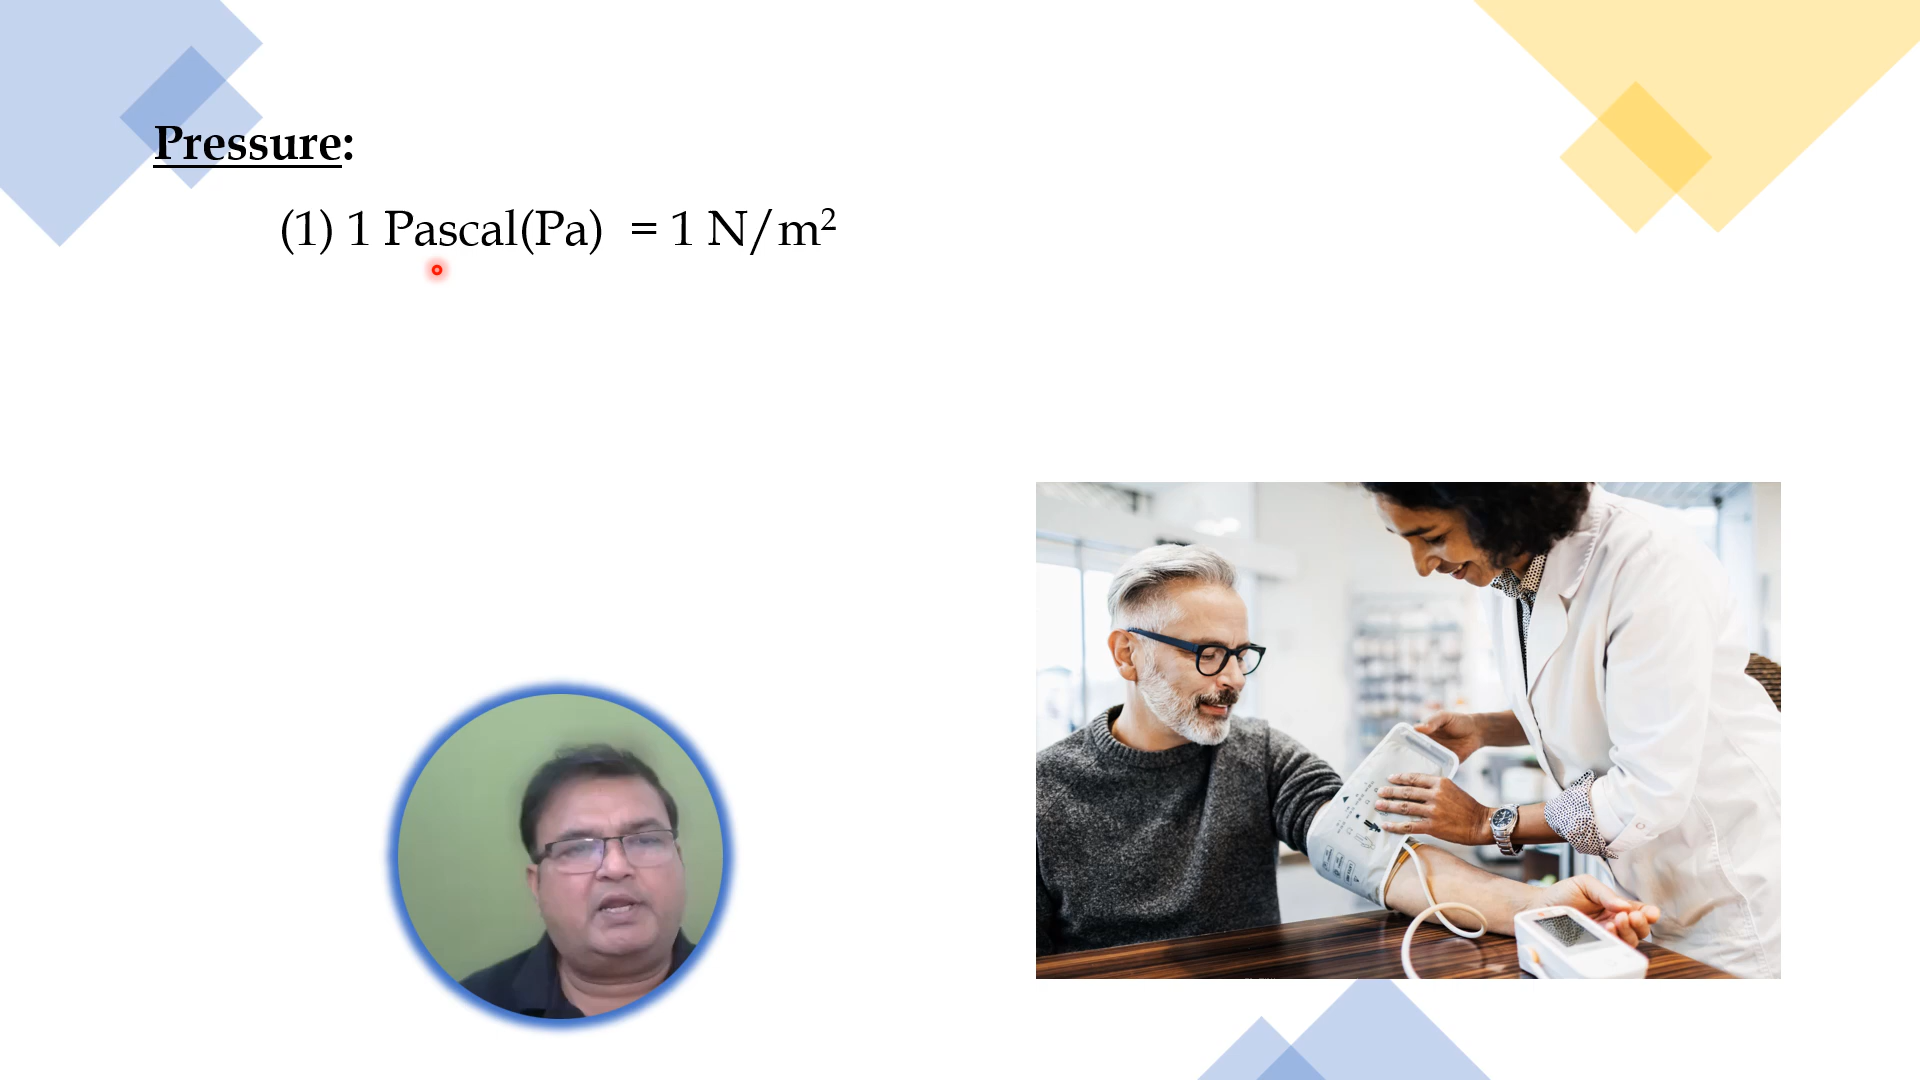 Pressure:
(1) 1 Pascal(Pa) = 1 N/m²